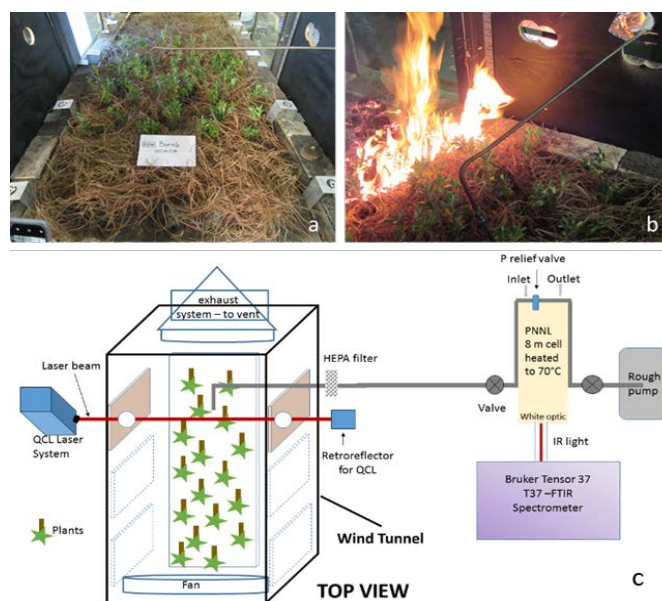 a
b
exhaust
system – to vent
Laser beam
QCL Laser
System
Plants
Fan
HEPA filter
Retroreflector
for QCL
Wind Tunnel
TOP VIEW
P relief valve
Inlet
Outlet
PNNL
8 m cell
heated
to 70°C
White optic
Valve
Rough
pump
IR light
Bruker Tensor 37
T37 –FTIR
Spectrometer
c